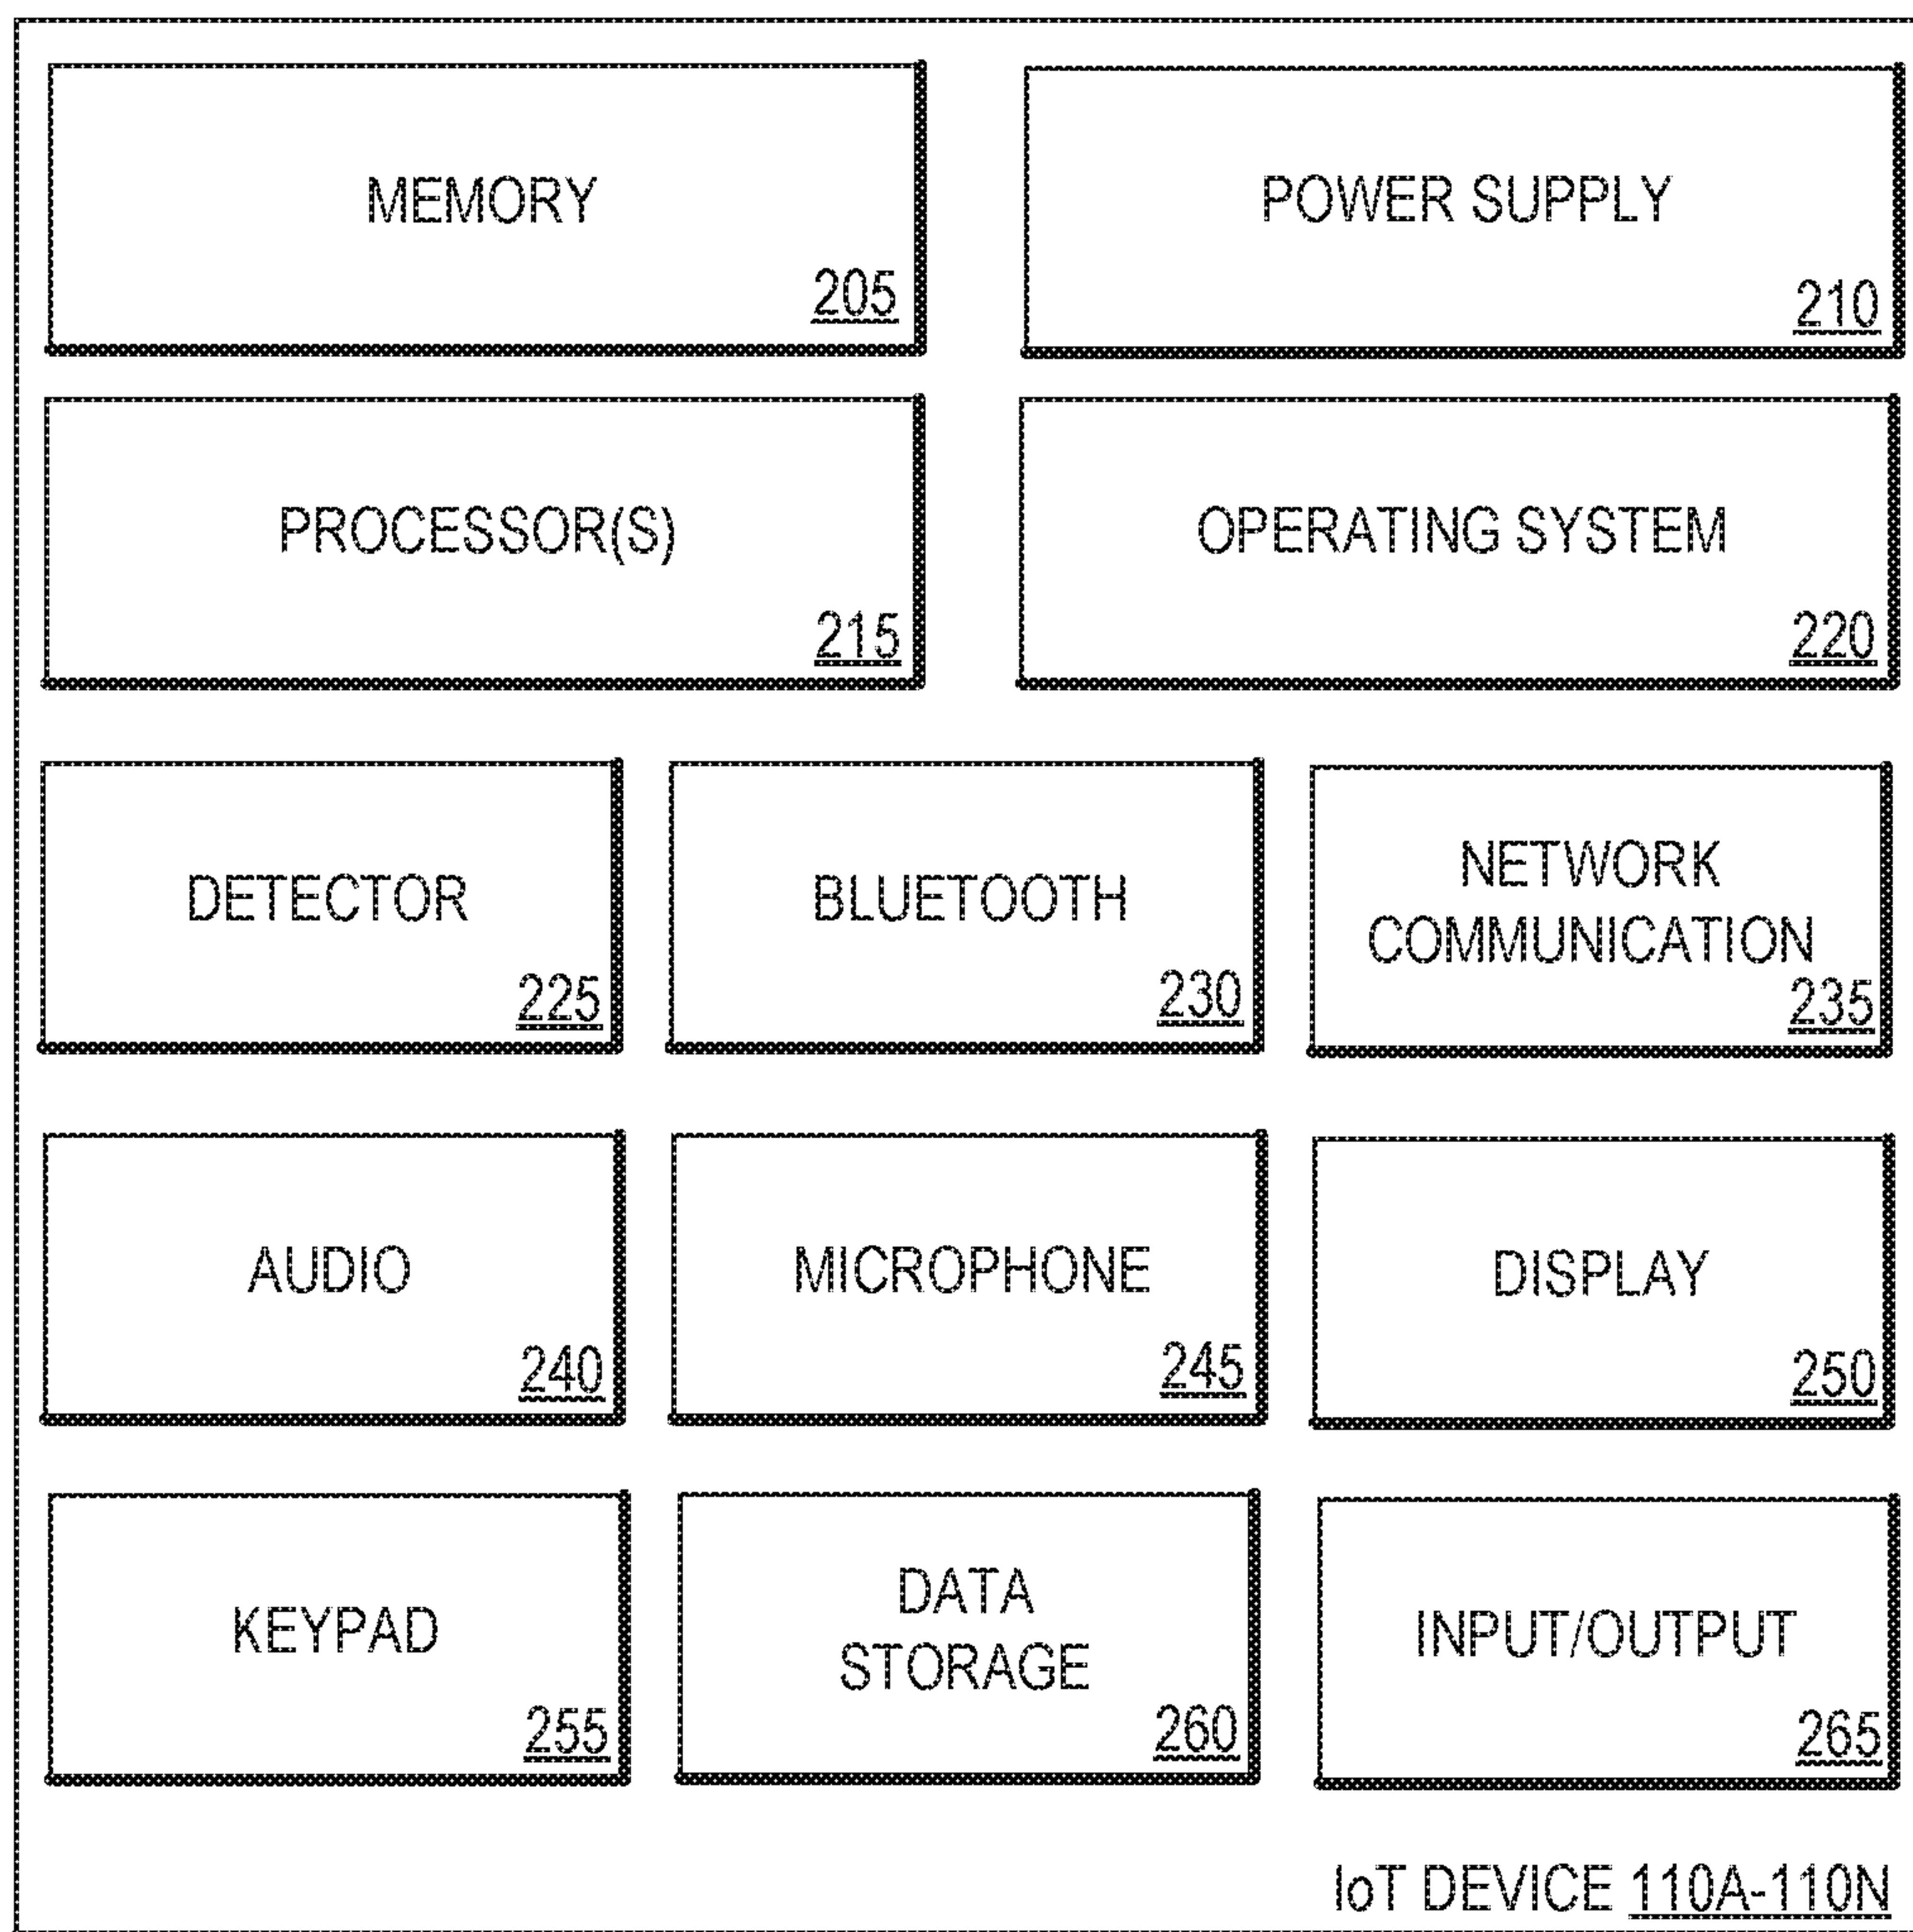 MEMORY
205
POWER SUPPLY
210
PROCESSOR(S)
215
OPERATING SYSTEM
220
DETECTOR
225
BLUETOOTH
230
NETWORK
COMMUNICATION
235
AUDIO
240
MICROPHONE
245
DISPLAY
250
KEYPAD
255
DATA
STORAGE
260
INPUT/OUTPUT
265
IoT DEVICE 110A-110N